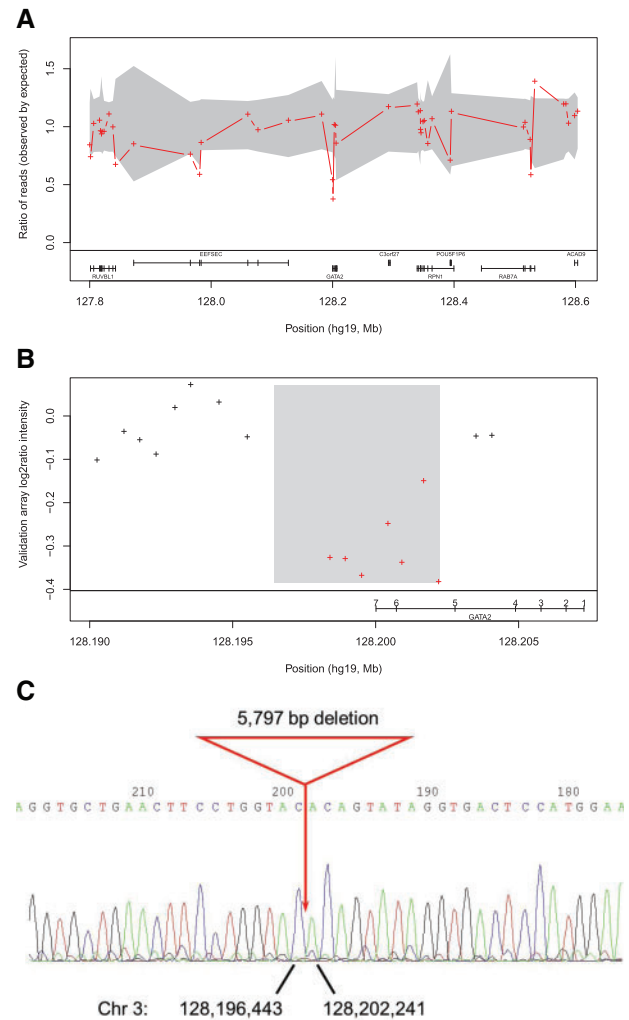 A
Ratio of reads (observed by expected)
1.5
1.0
0.5
0.0
EEFSEC C3orf27 POU5F1P6 ACAD9
RUVBL1 GATA2 RPN1 RAB7A
127.8 128.0 128.2 128.4 128.6
Position (hg19, Mb)
B
Validation array log2ratio intensity
0.0
−0.1
−0.2
−0.3
−0.4
7 6 5 4 3 2 1
GATA2
128.190 128.195 128.200 128.205
Position (hg19, Mb)
C
5,797 bp deletion
210 200 190 180
AGGTGCTGAACTTCCTGGTACACAGTATAGGTGACTCCATGGAA
Chr 3: 128,196,443 128,202,241